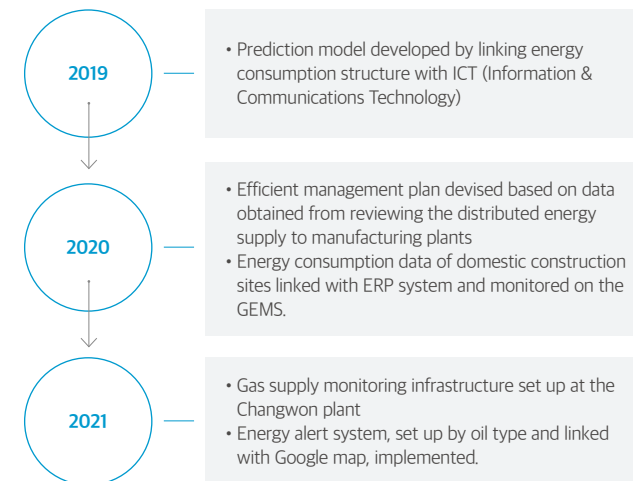 2019
• Prediction model developed by linking energy
consumption structure with ICT (Information &
Communications Technology)
2020
• Efficient management plan devised based on data
obtained from reviewing the distributed energy
supply to manufacturing plants
• Energy consumption data of domestic construction
sites linked with ERP system and monitored on the
GEMS.
2021
• Gas supply monitoring infrastructure set up at the
Changwon plant
• Energy alert system, set up by oil type and linked
with Google map, implemented.